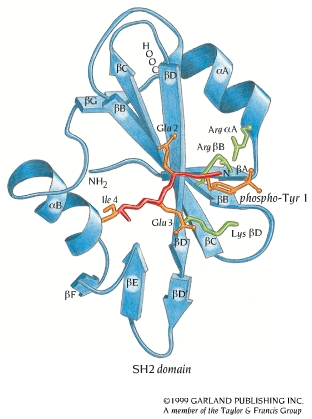 HOOC
βC
βD
αA
βG
βB
Glu 2
Arg αA
Arg βB
N
βA
NH2
phospho-Tyr 1
αB
Ile 4
βB
Glu 3
Lys βD
βD'
βC
βE
βF
βD"
SH2 domain
©1999 GARLAND PUBLISHING INC.
A member of the Taylor & Francis Group